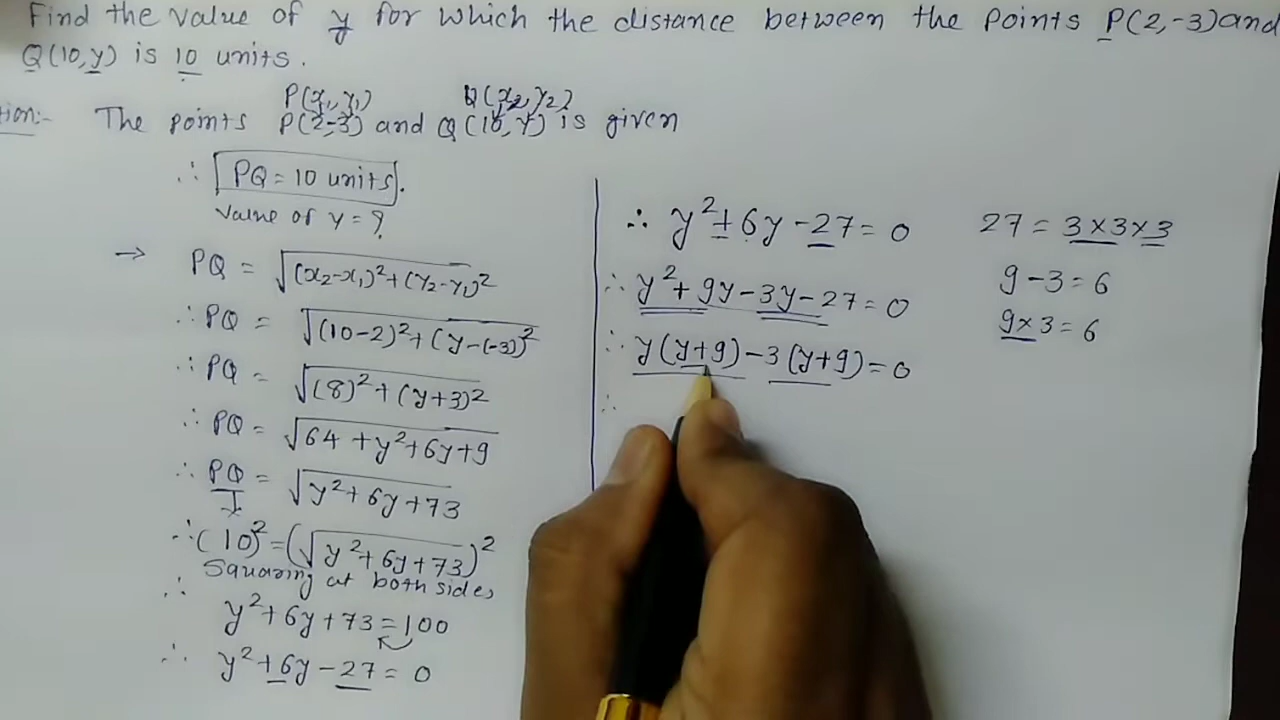 Find the value of y for which the distance between the points P(2,-3) and
Q(10,y) is 10 units.
tion:- The points P(2-3) and Q(10,y) is given
P(x₁,y₁) Q(x₂,y₂)
∴ PQ = 10 units.
value of y = ?
→ PQ = √(x₂-x₁)²+(y₂-y₁)²
∴ PQ = √(10-2)²+(y-(-3))²
∴ PQ = √(8)²+(y+3)²
∴ PQ = √64+y²+6y+9
∴ PQ = √y²+6y+73
∴ (10)² = (√y²+6y+73)²
Squaring at both sides
∴ y²+6y+73=100
∴ y²+6y-27=0
∴ y²+6y-27=0
∴ y²+9y-3y-27=0
∴ y(y+9)-3(y+9)=0
∴
27 = 3×3×3
9-3=6
9×3=6